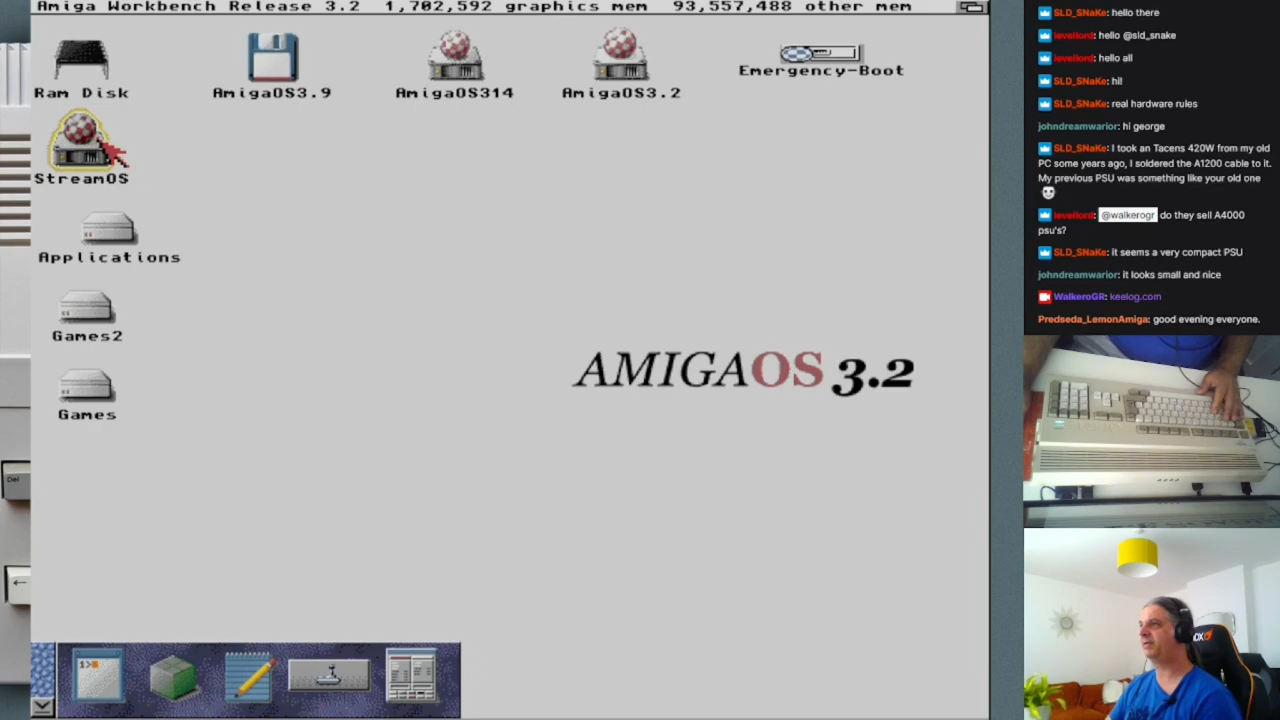 Amiga Workbench Release 3.2 1,702,592 graphics mem 93,557,488 other mem
Ram Disk
AmigaOS3.9
AmigaOS314
AmigaOS3.2
Emergency-Boot
StreamOS
Applications
Games2
Games
AMIGAOS 3.2
1>
Del
←
SLD_SNaKe: hello there
levellord: hello @sld_snake
levellord: hello all
SLD_SNaKe: hi!
SLD_SNaKe: real hardware rules
johndreamwarior: hi george
SLD_SNaKe: I took an Tacens 420W from my old
PC some years ago, I soldered the A1200 cable to it.
My previous PSU was something like your old one
levellord: @walkerogr do they sell A4000
psu's?
SLD_SNaKe: it seems a very compact PSU
johndreamwarior: it looks small and nice
WalkeroGR: keelog.com
Predseda_LemonAmiga: good evening everyone.